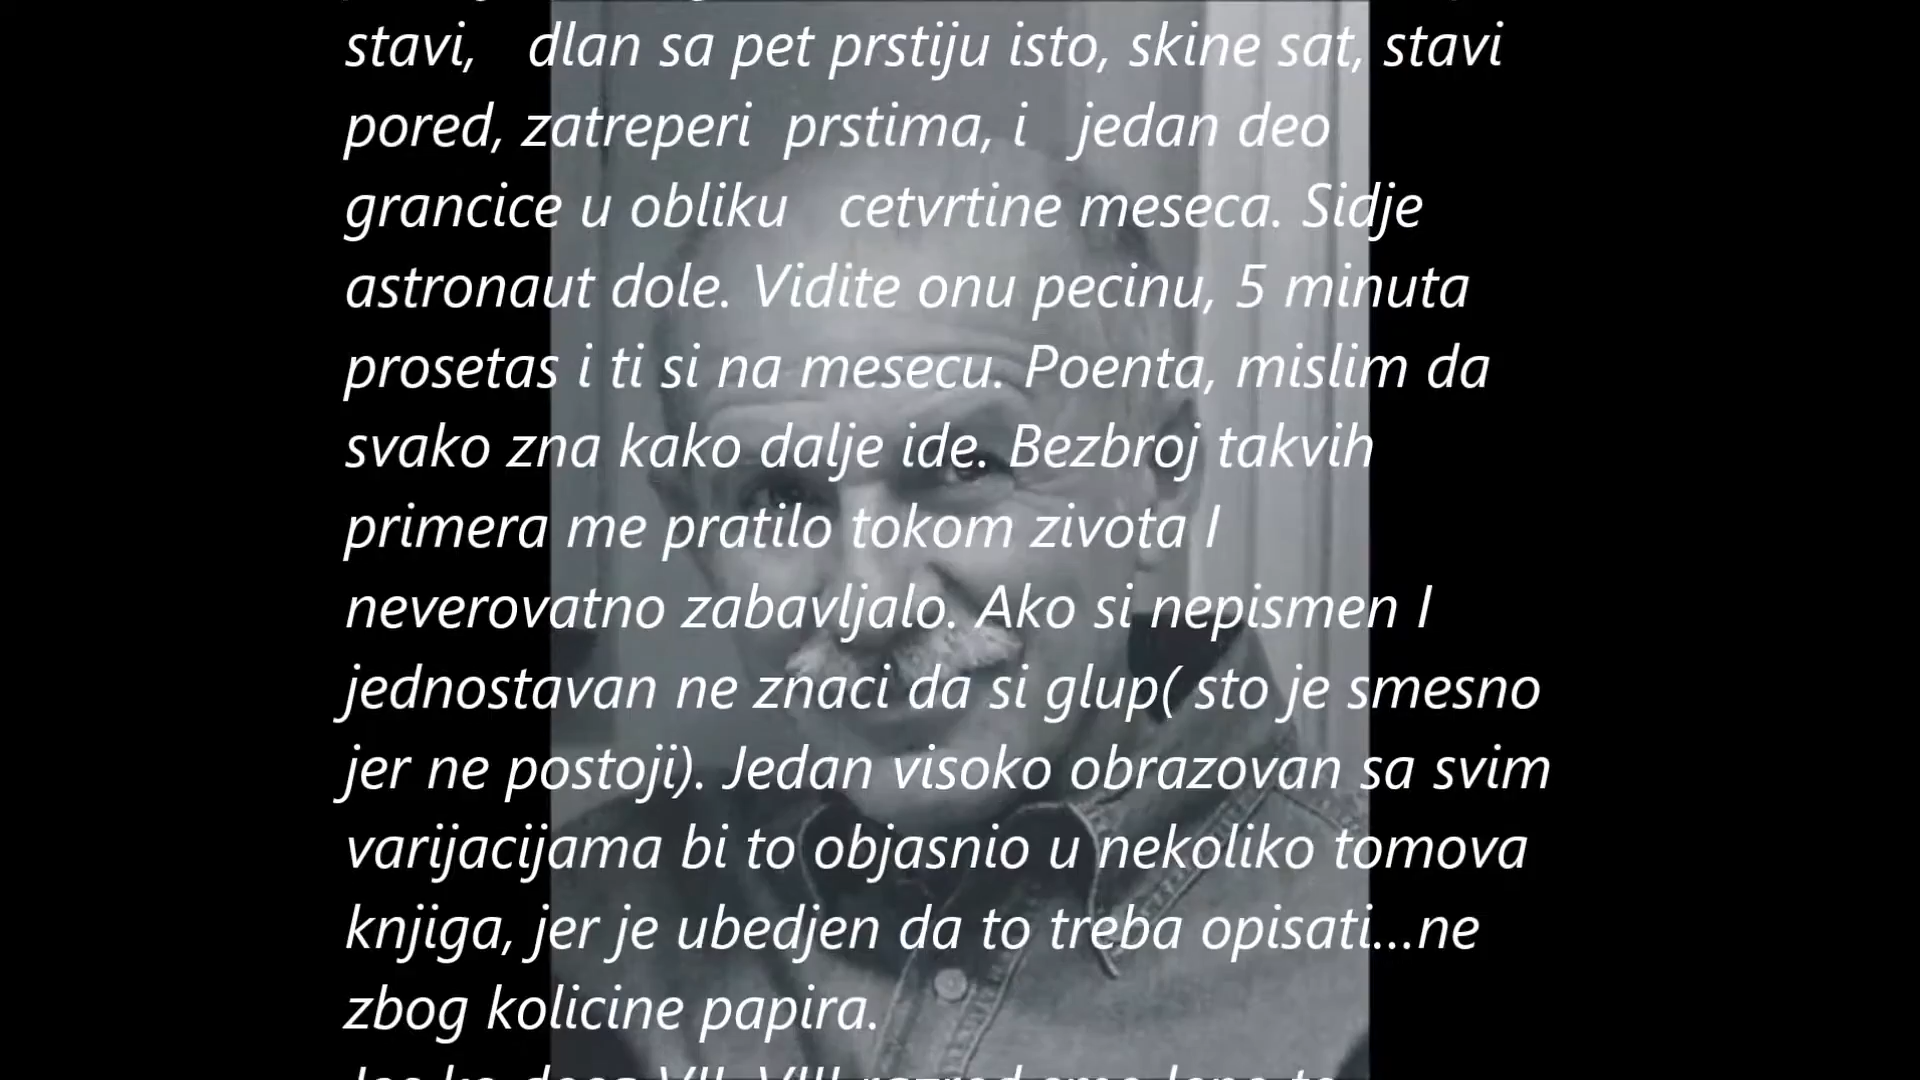 stavi, dlan sa pet prstiju isto, skine sat, stavi
pored, zatreperi prstima, i jedan deo
grancice u obliku cetvrtine meseca. Sidje
astronaut dole. Vidite onu pecinu, 5 minuta
prosetas i ti si na mesecu. Poenta, mislim da
svako zna kako dalje ide. Bezbroj takvih
primera me pratilo tokom zivota I
neverovatno zabavljalo. Ako si nepismen I
jednostavan ne znaci da si glup( sto je smesno
jer ne postoji). Jedan visoko obrazovan sa svim
varijacijama bi to objasnio u nekoliko tomova
knjiga, jer je ubedjen da to treba opisati...ne
zbog kolicine papira.